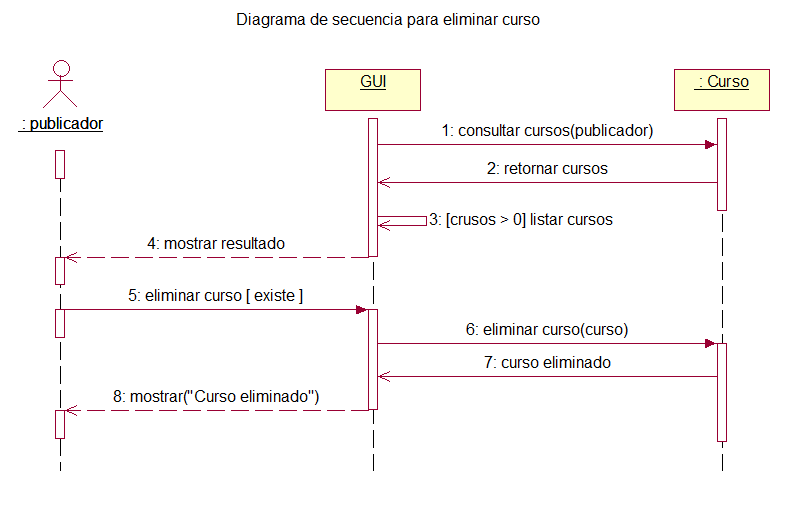 Diagrama de secuencia para eliminar curso
: publicador
GUI
: Curso
1: consultar cursos(publicador)
2: retornar cursos
3: [crusos > 0] listar cursos
4: mostrar resultado
5: eliminar curso [ existe ]
6: eliminar curso(curso)
7: curso eliminado
8: mostrar("Curso eliminado")